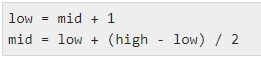 low = mid + 1
mid = low + (high - low) / 2